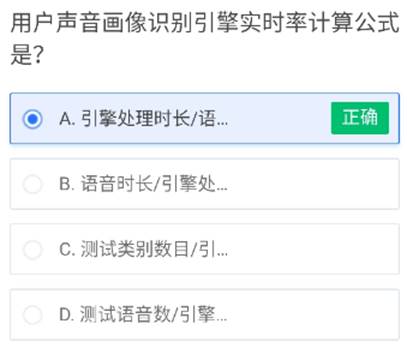 用户声音画像识别引擎实时率计算公式
是?
A. 引擎处理时长/语... 正确
B. 语音时长/引擎处...
C. 测试类别数目/引...
D. 测试语音数/引擎...